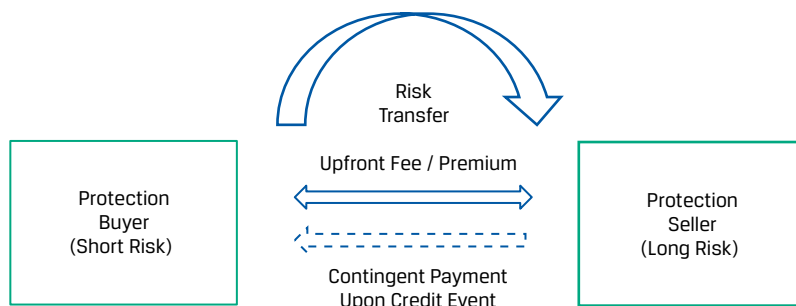 Risk
Transfer
Upfront Fee / Premium
Protection
Buyer
(Short Risk)
Protection
Seller
(Long Risk)
Contingent Payment
Upon Credit Event